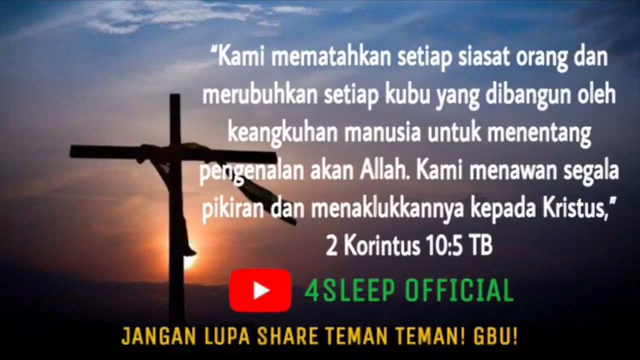 “Kami mematahkan setiap siasat orang dan
merubuhkan setiap kubu yang dibangun oleh
keangkuhan manusia untuk menentang
pengenalan akan Allah. Kami menawan segala
pikiran dan menaklukkannya kepada Kristus,”
2 Korintus 10:5 TB
4SLEEP OFFICIAL
JANGAN LUPA SHARE TEMAN TEMAN! GBU!